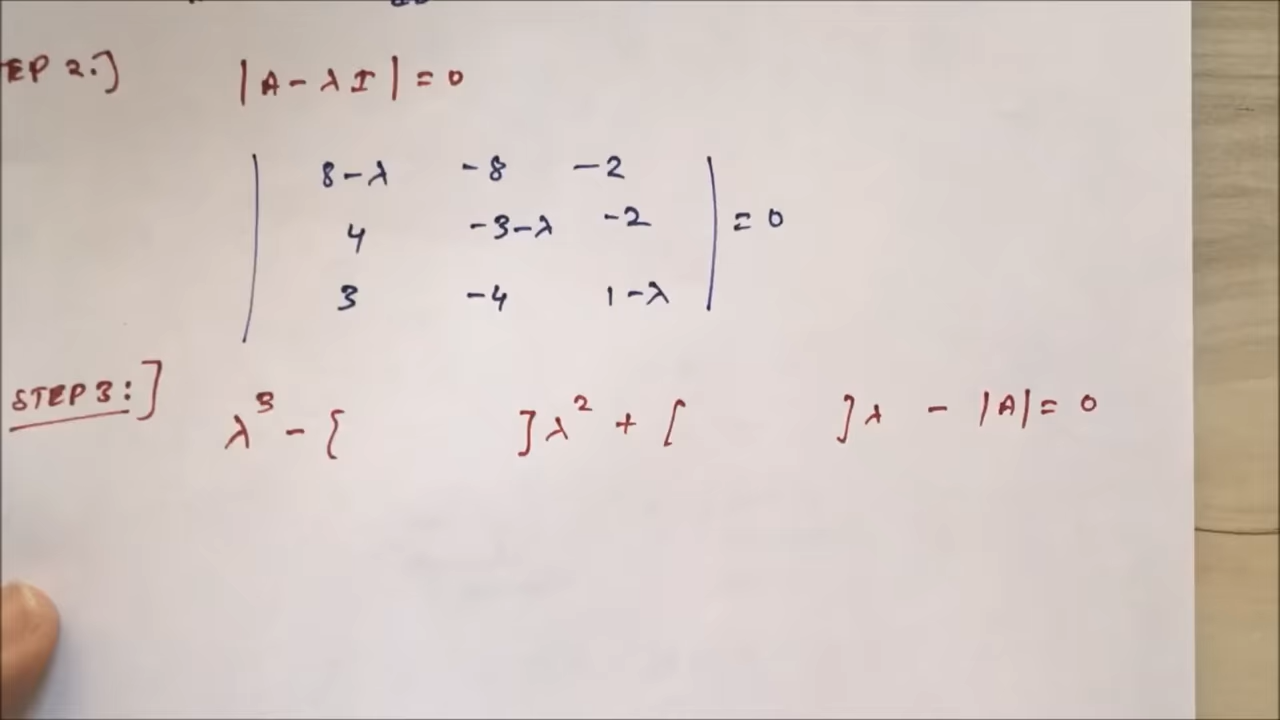 EP 2:]
|A - λI| = 0
8-λ -8 -2
4 -3-λ -2 = 0
3 -4 1-λ
STEP 3:]
λ³ - [ ]λ² + [ ]λ - |A| = 0